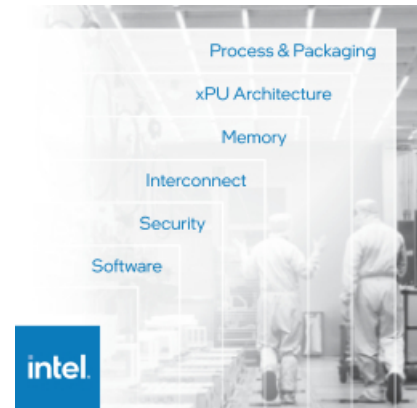 Process & Packaging
xPU Architecture
Memory
Interconnect
Security
Software
intel.